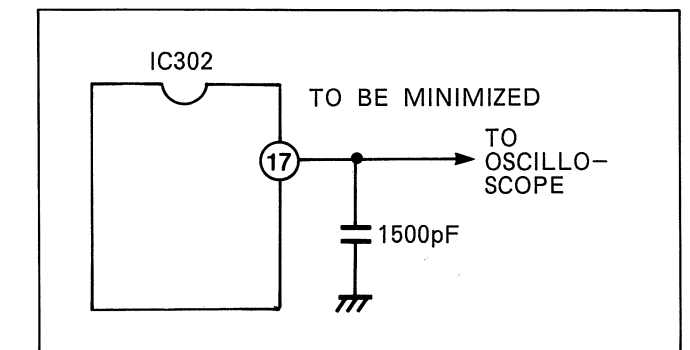 IC302
TO BE MINIMIZED
17
TO
OSCILLO–
SCOPE
1500pF